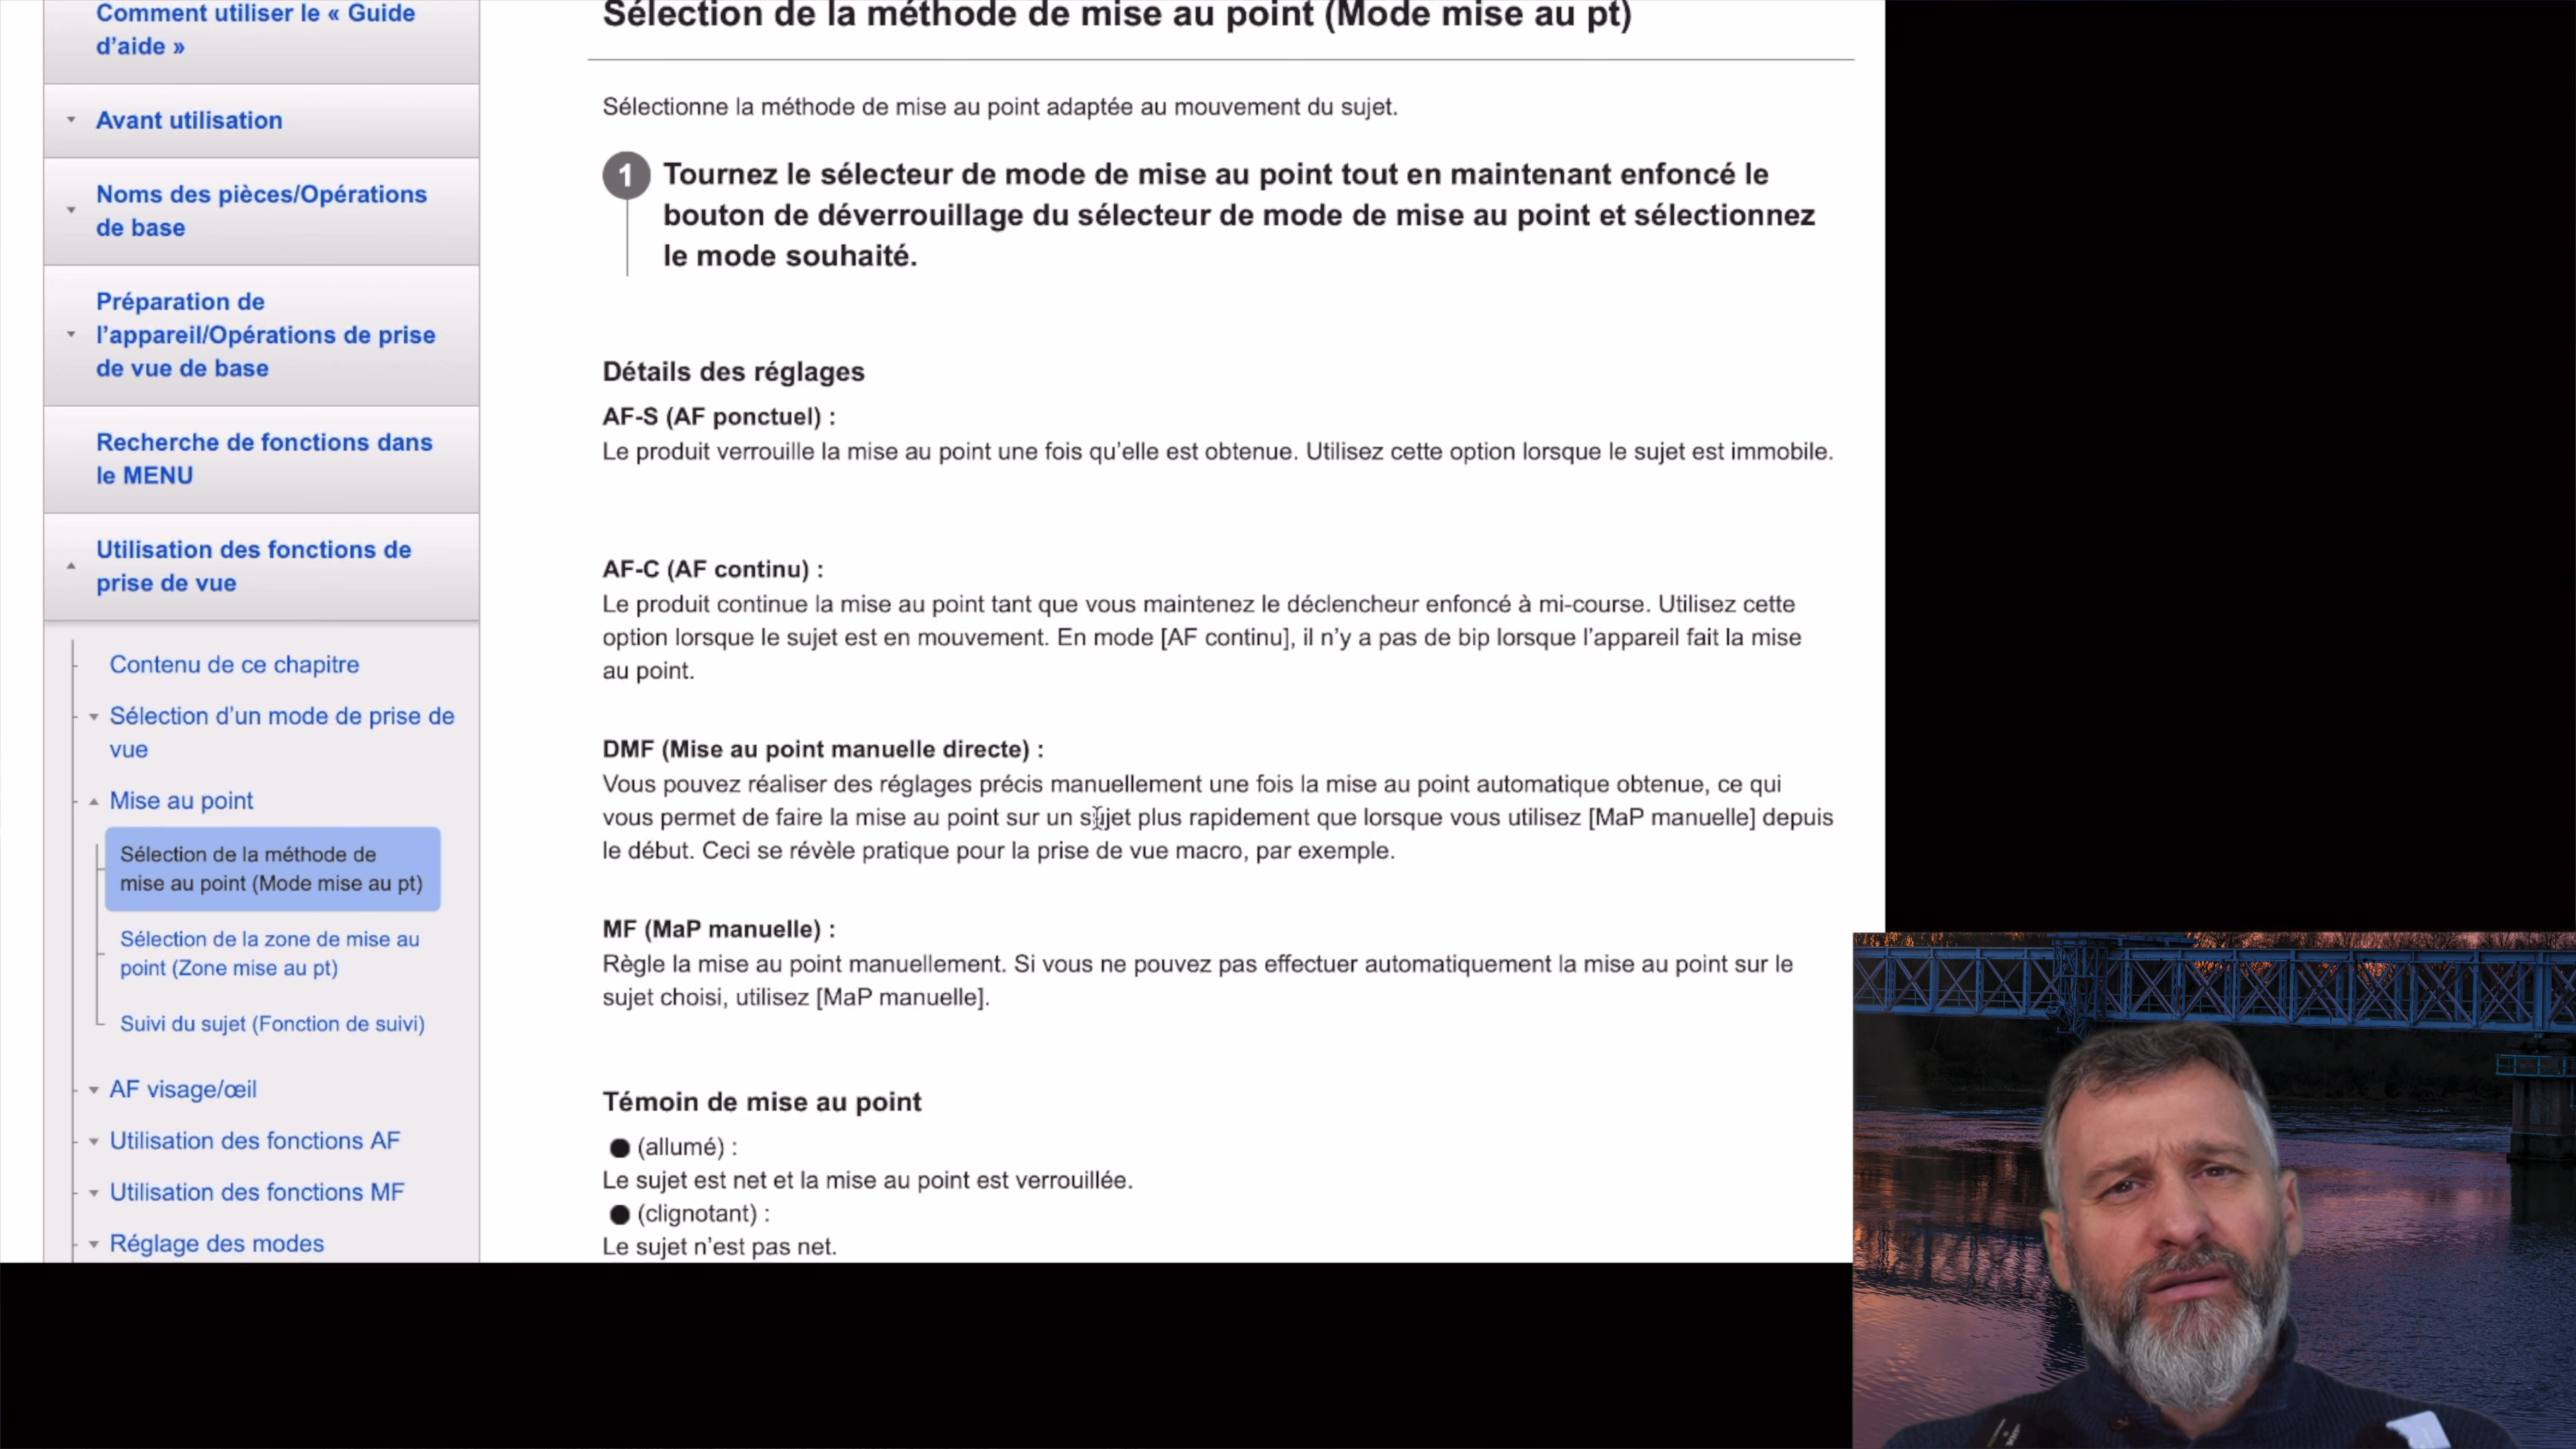 Comment utiliser le « Guide
d’aide »
Avant utilisation
Noms des pièces/Opérations
de base
Préparation de
l’appareil/Opérations de prise
de vue de base
Recherche de fonctions dans
le MENU
Utilisation des fonctions de
prise de vue
Contenu de ce chapitre
Sélection d’un mode de prise de
vue
Mise au point
Sélection de la méthode de
mise au point (Mode mise au pt)
Sélection de la zone de mise au
point (Zone mise au pt)
Suivi du sujet (Fonction de suivi)
AF visage/œil
Utilisation des fonctions AF
Utilisation des fonctions MF
Réglage des modes
Sélection de la méthode de mise au point (Mode mise au pt)
Sélectionne la méthode de mise au point adaptée au mouvement du sujet.
1 Tournez le sélecteur de mode de mise au point tout en maintenant enfoncé le
bouton de déverrouillage du sélecteur de mode de mise au point et sélectionnez
le mode souhaité.
Détails des réglages
AF-S (AF ponctuel) :
Le produit verrouille la mise au point une fois qu’elle est obtenue. Utilisez cette option lorsque le sujet est immobile.
AF-C (AF continu) :
Le produit continue la mise au point tant que vous maintenez le déclencheur enfoncé à mi-course. Utilisez cette
option lorsque le sujet est en mouvement. En mode [AF continu], il n’y a pas de bip lorsque l’appareil fait la mise
au point.
DMF (Mise au point manuelle directe) :
Vous pouvez réaliser des réglages précis manuellement une fois la mise au point automatique obtenue, ce qui
vous permet de faire la mise au point sur un sujet plus rapidement que lorsque vous utilisez [MaP manuelle] depuis
le début. Ceci se révèle pratique pour la prise de vue macro, par exemple.
MF (MaP manuelle) :
Règle la mise au point manuellement. Si vous ne pouvez pas effectuer automatiquement la mise au point sur le
sujet choisi, utilisez [MaP manuelle].
Témoin de mise au point
● (allumé) :
Le sujet est net et la mise au point est verrouillée.
● (clignotant) :
Le sujet n’est pas net.